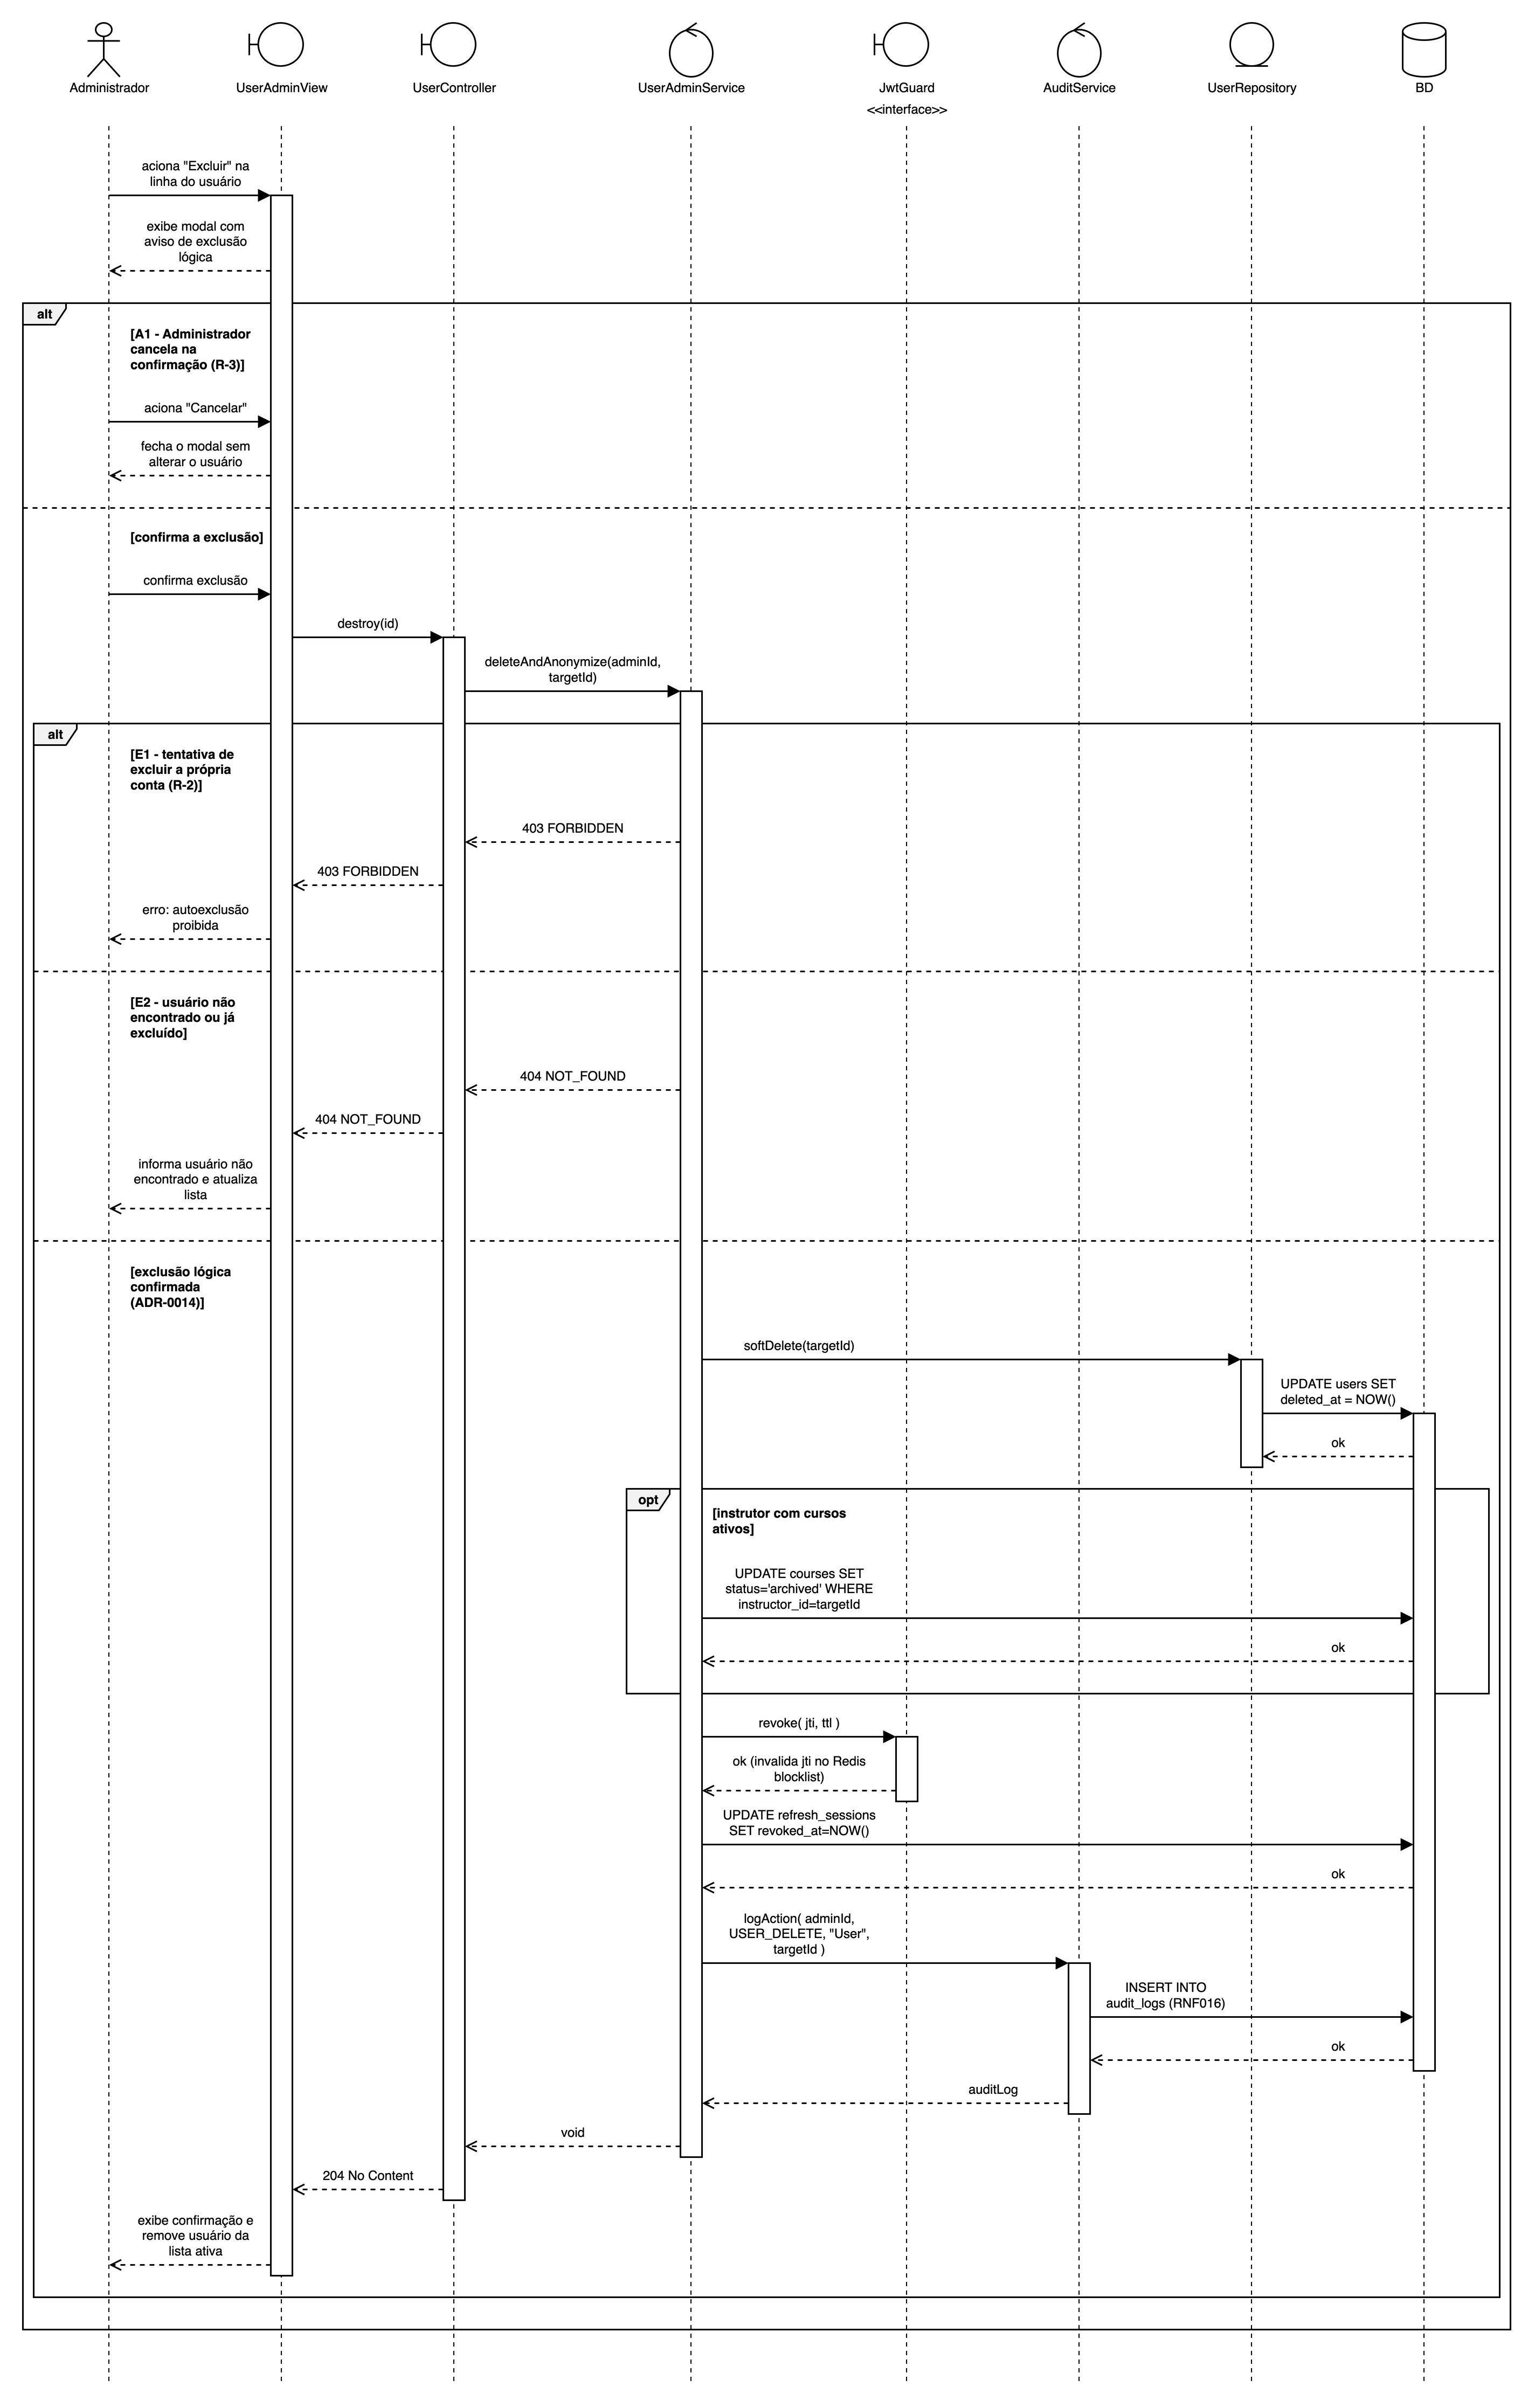 Administrador
UserAdminView
UserController
UserAdminService
JwtGuard
<<interface>>
AuditService
UserRepository
BD
aciona "Excluir" na
linha do usuário
exibe modal com
aviso de exclusão
lógica
alt
[A1 - Administrador
cancela na
confirmação (R-3)]
aciona "Cancelar"
fecha o modal sem
alterar o usuário
[confirma a exclusão]
confirma exclusão
destroy(id)
deleteAndAnonymize(adminId,
targetId)
alt
[E1 - tentativa de
excluir a própria
conta (R-2)]
403 FORBIDDEN
403 FORBIDDEN
erro: autoexclusão
proibida
[E2 - usuário não
encontrado ou já
excluído]
404 NOT_FOUND
404 NOT_FOUND
informa usuário não
encontrado e atualiza
lista
[exclusão lógica
confirmada
(ADR-0014)]
softDelete(targetId)
UPDATE users SET
deleted_at = NOW()
ok
opt
[instrutor com cursos
ativos]
UPDATE courses SET
status='archived' WHERE
instructor_id=targetId
ok
revoke( jti, ttl )
ok (invalida jti no Redis
blocklist)
UPDATE refresh_sessions
SET revoked_at=NOW()
ok
logAction( adminId,
USER_DELETE, "User",
targetId )
INSERT INTO
audit_logs (RNF016)
ok
auditLog
void
204 No Content
exibe confirmação e
remove usuário da
lista ativa